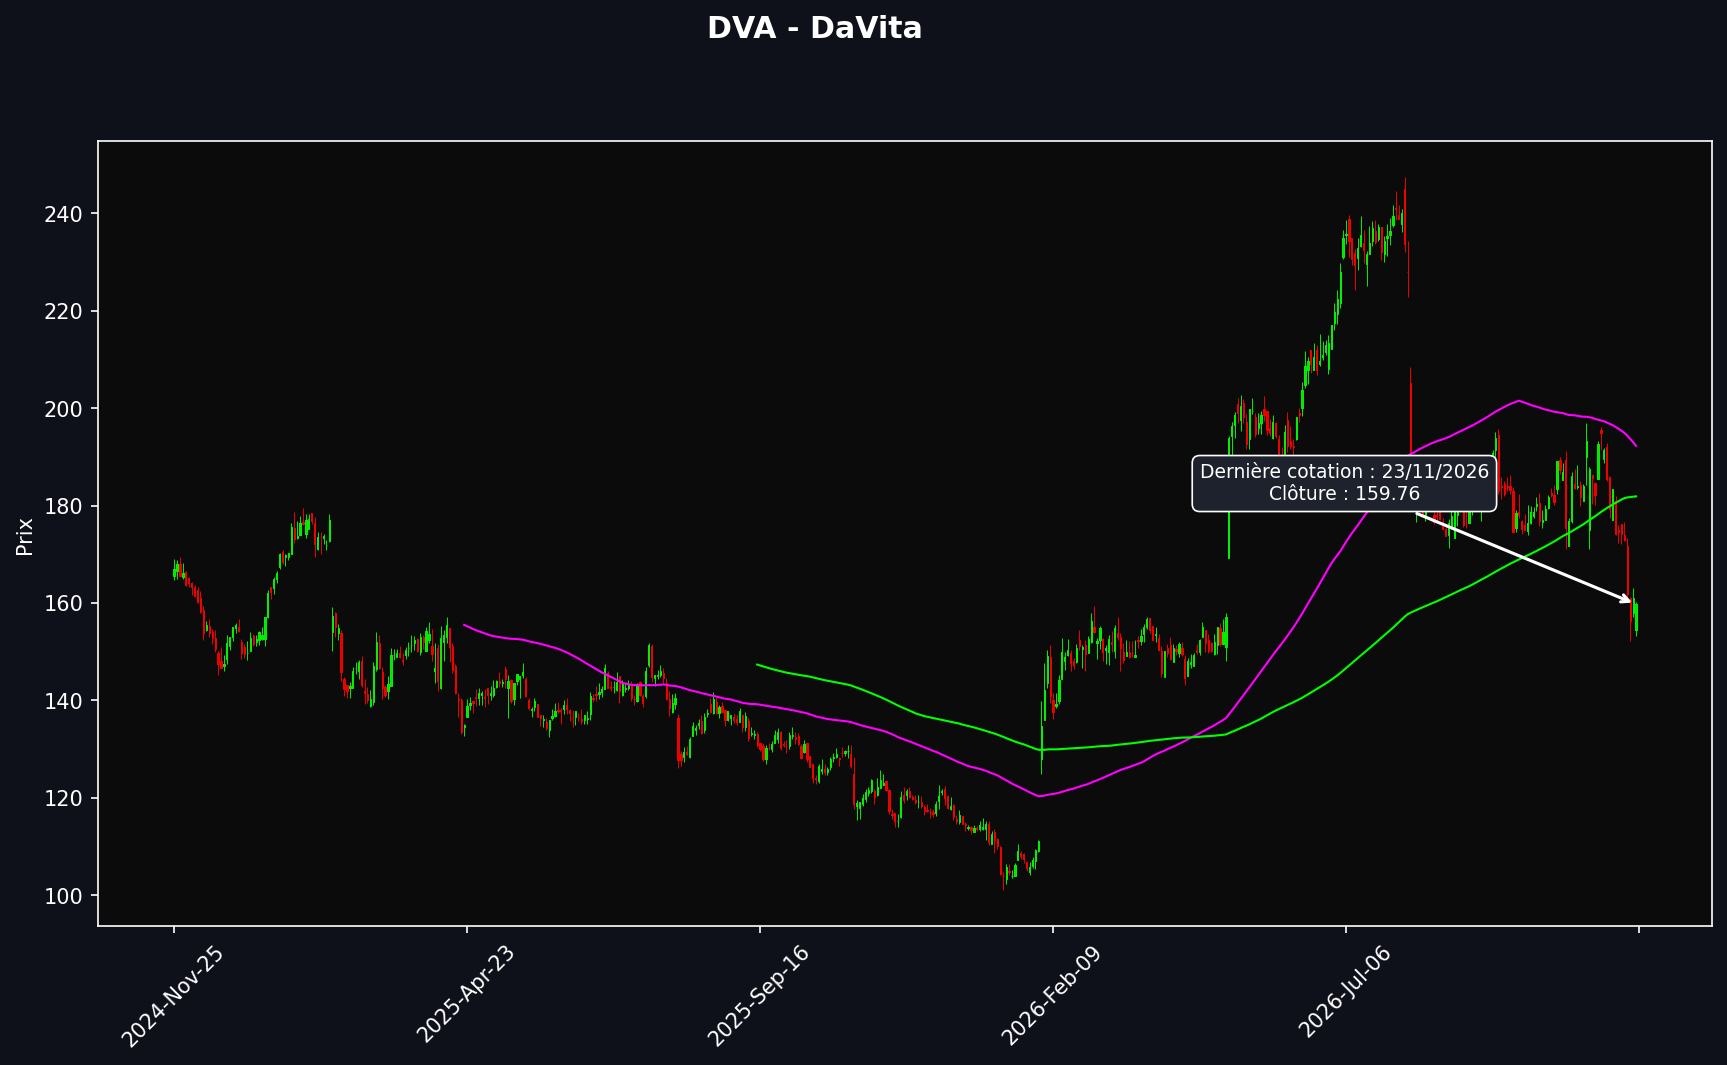 DVA - DaVita
Prix
240
220
200
180
160
140
120
100
Dernière cotation : 23/11/2026
Clôture : 159.76
2024-Nov-25
2025-Apr-23
2025-Sep-16
2026-Feb-09
2026-Jul-06